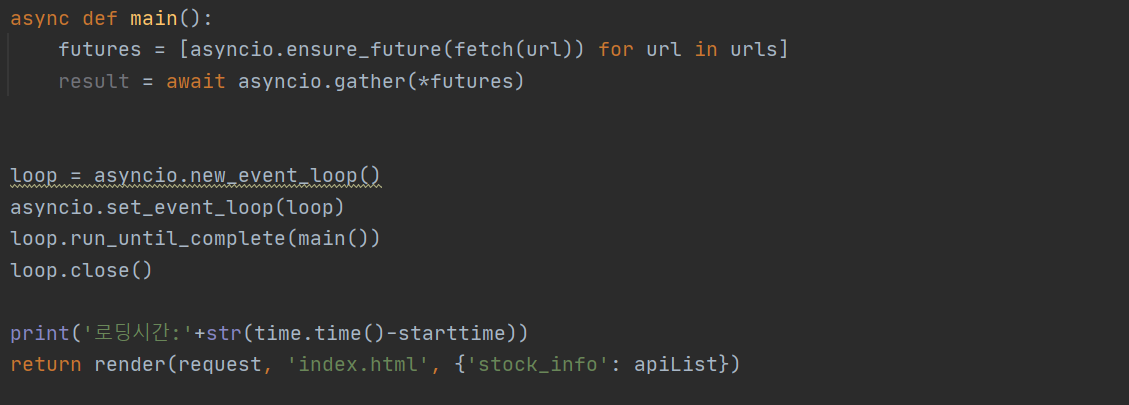 async def main():
    futures = [asyncio.ensure_future(fetch(url)) for url in urls]
    result = await asyncio.gather(*futures)
loop = asyncio.new_event_loop()
asyncio.set_event_loop(loop)
loop.run_until_complete(main())
loop.close()
print('로딩시간:'+str(time.time()-starttime))
return render(request, 'index.html', {'stock_info': apiList})